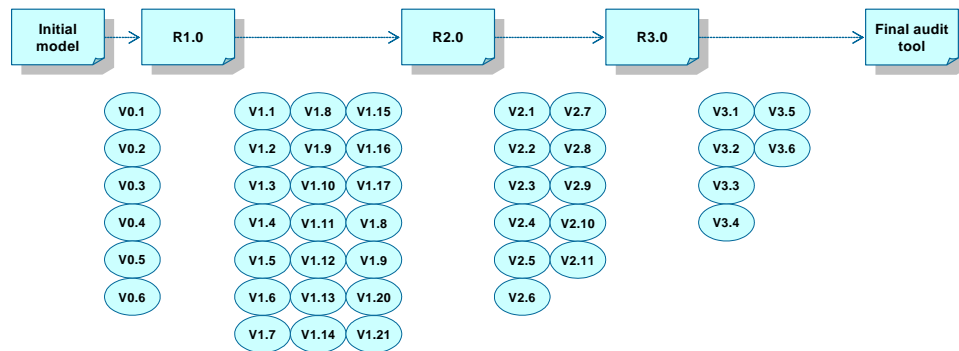 Initial
model
R1.0
R2.0
R3.0
Final audit
tool
V0.1
V0.2
V0.3
V0.4
V0.5
V0.6
V1.1 V1.8 V1.15
V1.2 V1.9 V1.16
V1.3 V1.10 V1.17
V1.4 V1.11 V1.8
V1.5 V1.12 V1.9
V1.6 V1.13 V1.20
V1.7 V1.14 V1.21
V2.1 V2.7
V2.2 V2.8
V2.3 V2.9
V2.4 V2.10
V2.5 V2.11
V2.6
V3.1 V3.5
V3.2 V3.6
V3.3
V3.4